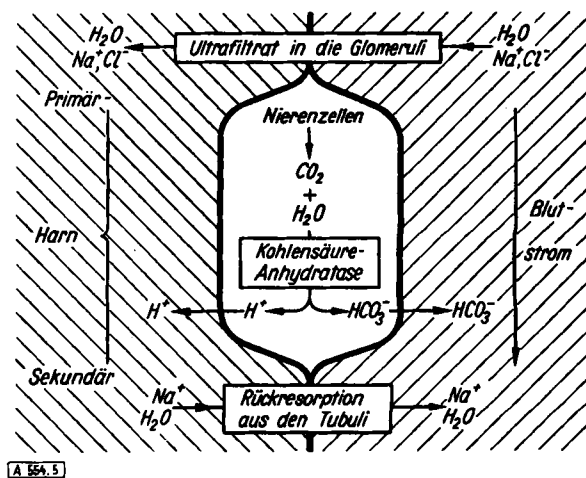 H₂O
Na⁺,Cl⁻
Ultrafiltrat in die Glomeruli
H₂O
Na⁺,Cl⁻
Primär-
Nierenzellen
CO₂
+
H₂O
Harn
Kohlensäure-
Anhydratase
Blut-
strom
H⁺
H⁺
HCO₃⁻
HCO₃⁻
Sekundär
Na⁺
H₂O
Rückresorption
aus den Tubuli
Na⁺
H₂O
A 554.5